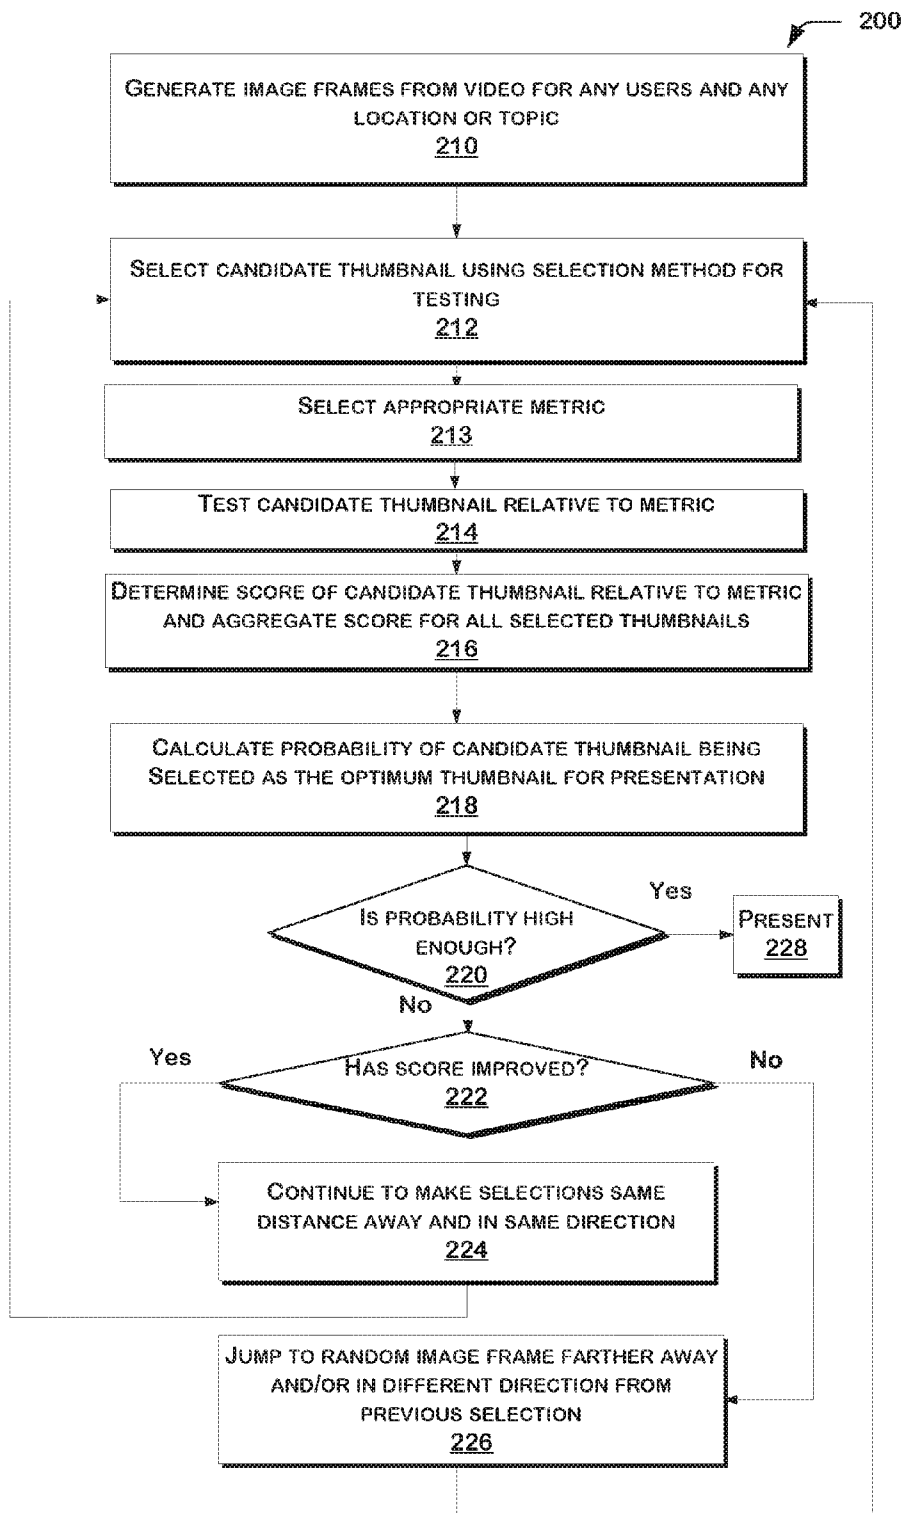 200
GENERATE IMAGE FRAMES FROM VIDEO FOR ANY USERS AND ANY
LOCATION OR TOPIC
210
SELECT CANDIDATE THUMBNAIL USING SELECTION METHOD FOR
TESTING
212
SELECT APPROPRIATE METRIC
213
TEST CANDIDATE THUMBNAIL RELATIVE TO METRIC
214
DETERMINE SCORE OF CANDIDATE THUMBNAIL RELATIVE TO METRIC
AND AGGREGATE SCORE FOR ALL SELECTED THUMBNAILS
216
CALCULATE PROBABILITY OF CANDIDATE THUMBNAIL BEING
SELECTED AS THE OPTIMUM THUMBNAIL FOR PRESENTATION
218
IS PROBABILITY HIGH
ENOUGH?
220
Yes
PRESENT
228
No
HAS SCORE IMPROVED?
222
Yes
No
CONTINUE TO MAKE SELECTIONS SAME
DISTANCE AWAY AND IN SAME DIRECTION
224
JUMP TO RANDOM IMAGE FRAME FARTHER AWAY
AND/OR IN DIFFERENT DIRECTION FROM
PREVIOUS SELECTION
226